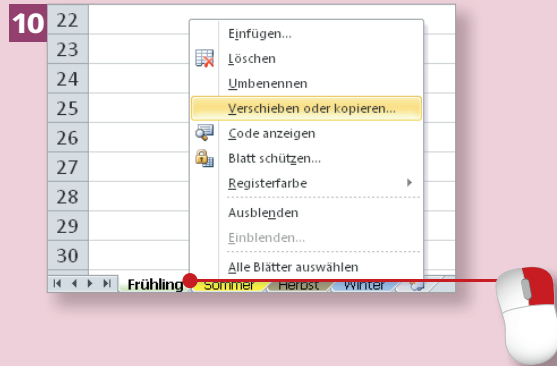 10
22
23
24
25
26
27
28
29
30
Einfügen...
Löschen
Umbenennen
Verschieben oder kopieren...
Code anzeigen
Blatt schützen...
Registerfarbe
Ausblenden
Einblenden...
Alle Blätter auswählen
Frühling Sommer Herbst Winter